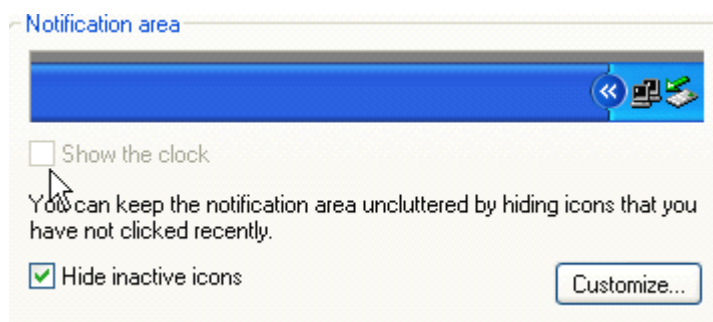 Notification area
Show the clock
You can keep the notification area uncluttered by hiding icons that you
have not clicked recently.
Hide inactive icons
Customize...